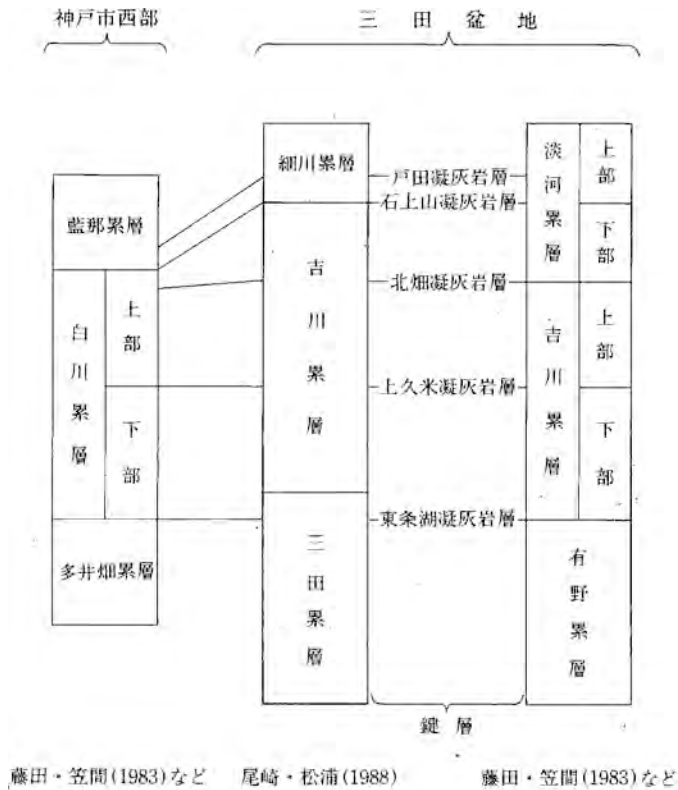 神戸市西部
三田盆地
藍那累層
白川累層
上部
下部
多井畑累層
細川累層
吉川累層
三田累層
戸田凝灰岩層
石上山凝灰岩層
北畑凝灰岩層
上久米凝灰岩層
東条湖凝灰岩層
鍵層
淡河累層
上部
下部
吉川累層
上部
下部
有野累層
藤田・笠間(1983)など
尾崎・松浦(1988)
藤田・笠間(1983)など